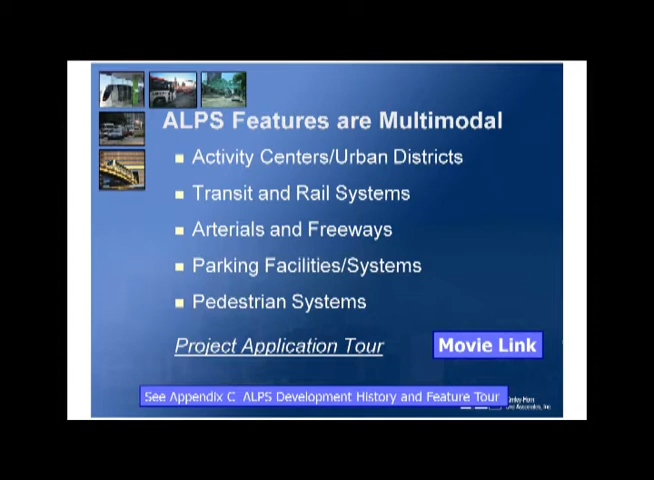 ALPS Features are Multimodal
Activity Centers/Urban Districts
Transit and Rail Systems
Arterials and Freeways
Parking Facilities/Systems
Pedestrian Systems
Project Application Tour
Movie Link
See Appendix C ALPS Development History and Feature Tour